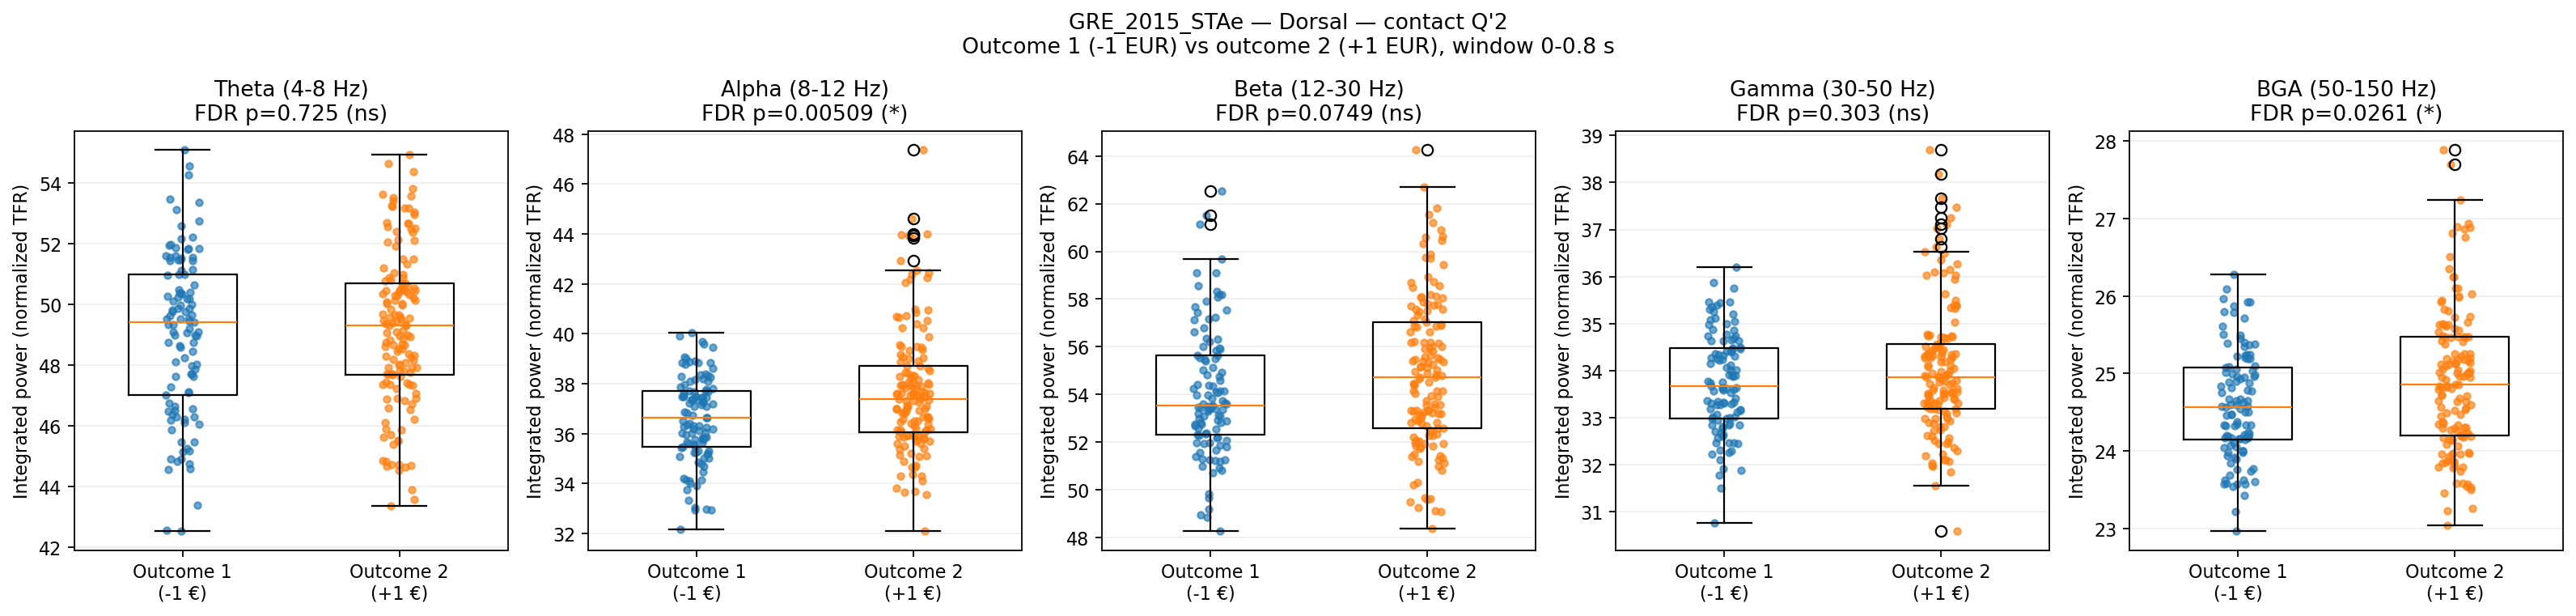 GRE_2015_STAe — Dorsal — contact Q'2
Outcome 1 (-1 EUR) vs outcome 2 (+1 EUR), window 0-0.8 s
Theta (4-8 Hz)
FDR p=0.725 (ns)
Integrated power (normalized TFR)
54
52
50
48
46
44
42
Outcome 1
(-1 €)
Outcome 2
(+1 €)
Alpha (8-12 Hz)
FDR p=0.00509 (*)
Integrated power (normalized TFR)
48
46
44
42
40
38
36
34
32
Outcome 1
(-1 €)
Outcome 2
(+1 €)
Beta (12-30 Hz)
FDR p=0.0749 (ns)
Integrated power (normalized TFR)
64
62
60
58
56
54
52
50
48
Outcome 1
(-1 €)
Outcome 2
(+1 €)
Gamma (30-50 Hz)
FDR p=0.303 (ns)
Integrated power (normalized TFR)
39
38
37
36
35
34
33
32
31
Outcome 1
(-1 €)
Outcome 2
(+1 €)
BGA (50-150 Hz)
FDR p=0.0261 (*)
Integrated power (normalized TFR)
28
27
26
25
24
23
Outcome 1
(-1 €)
Outcome 2
(+1 €)